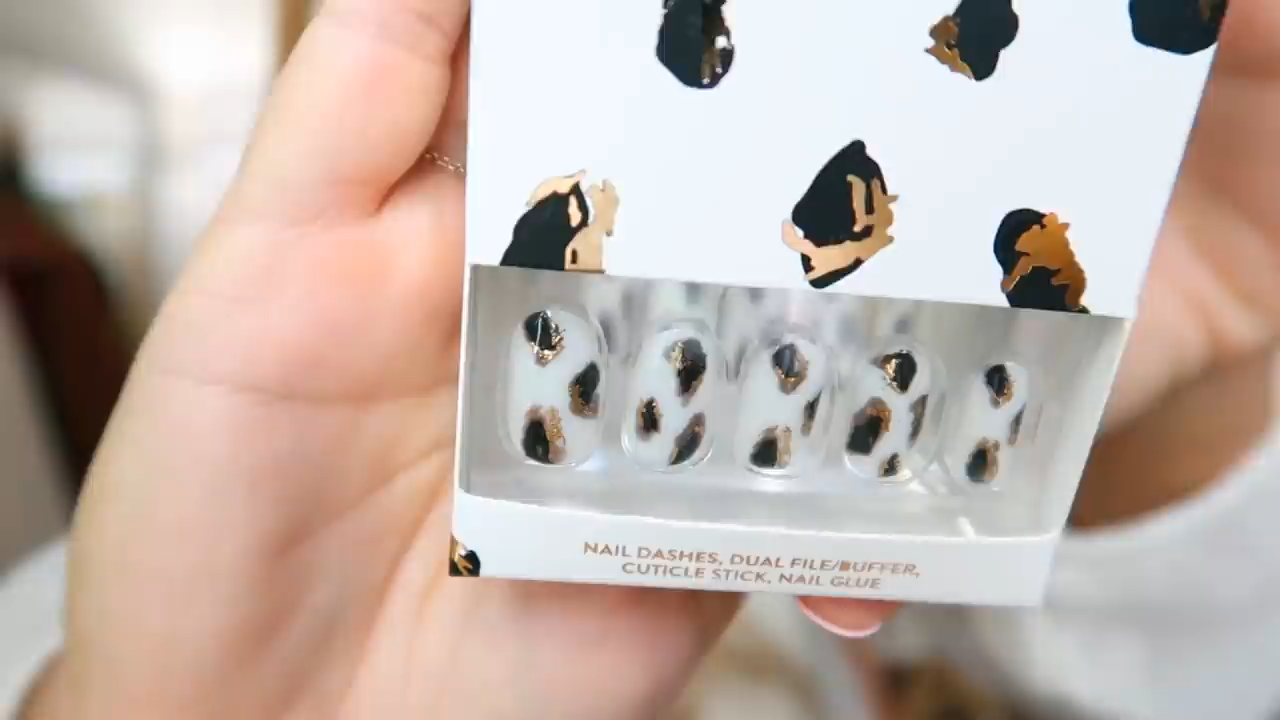 NAIL DASHES, DUAL FILE/BUFFER,
CUTICLE STICK, NAIL GLUE